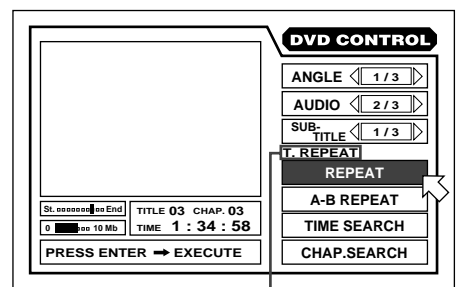 DVD CONTROL
ANGLE 1 / 3
AUDIO 2 / 3
SUB-TITLE 1 / 3
T. REPEAT
REPEAT
A-B REPEAT
TIME SEARCH
CHAP.SEARCH
St. End
0 10 Mb
TITLE 03 CHAP. 03
TIME 1 : 34 : 58
PRESS ENTER ➞ EXECUTE